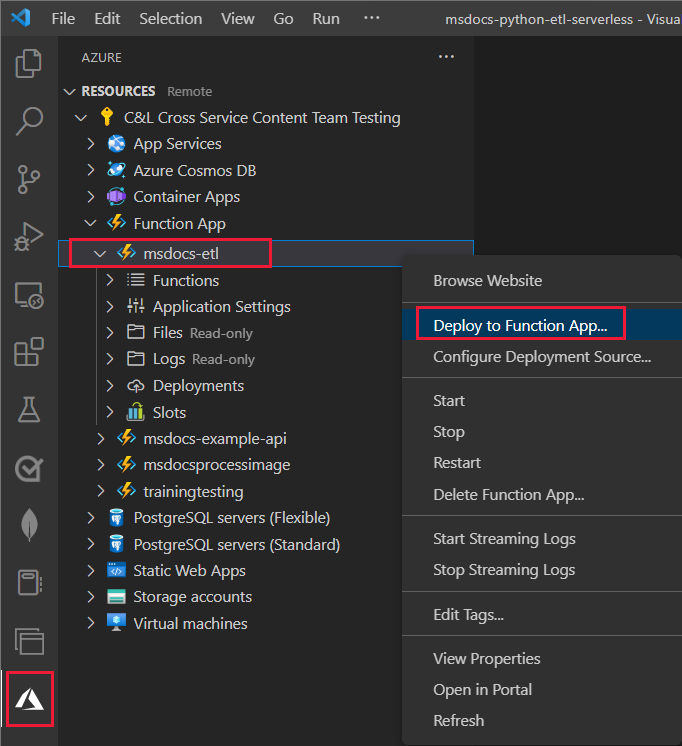 File Edit Selection View Go Run ··· msdocs-python-etl-serverless - Visua
AZURE ···
RESOURCES Remote
C&L Cross Service Content Team Testing
App Services
Azure Cosmos DB
Container Apps
Function App
msdocs-etl
Functions
Application Settings
Files Read-only
Logs Read-only
Deployments
Slots
msdocs-example-api
msdocsprocessimage
trainingtesting
PostgreSQL servers (Flexible)
PostgreSQL servers (Standard)
Static Web Apps
Storage accounts
Virtual machines
Browse Website
Deploy to Function App...
Configure Deployment Source...
Start
Stop
Restart
Delete Function App...
Start Streaming Logs
Stop Streaming Logs
Edit Tags...
View Properties
Open in Portal
Refresh